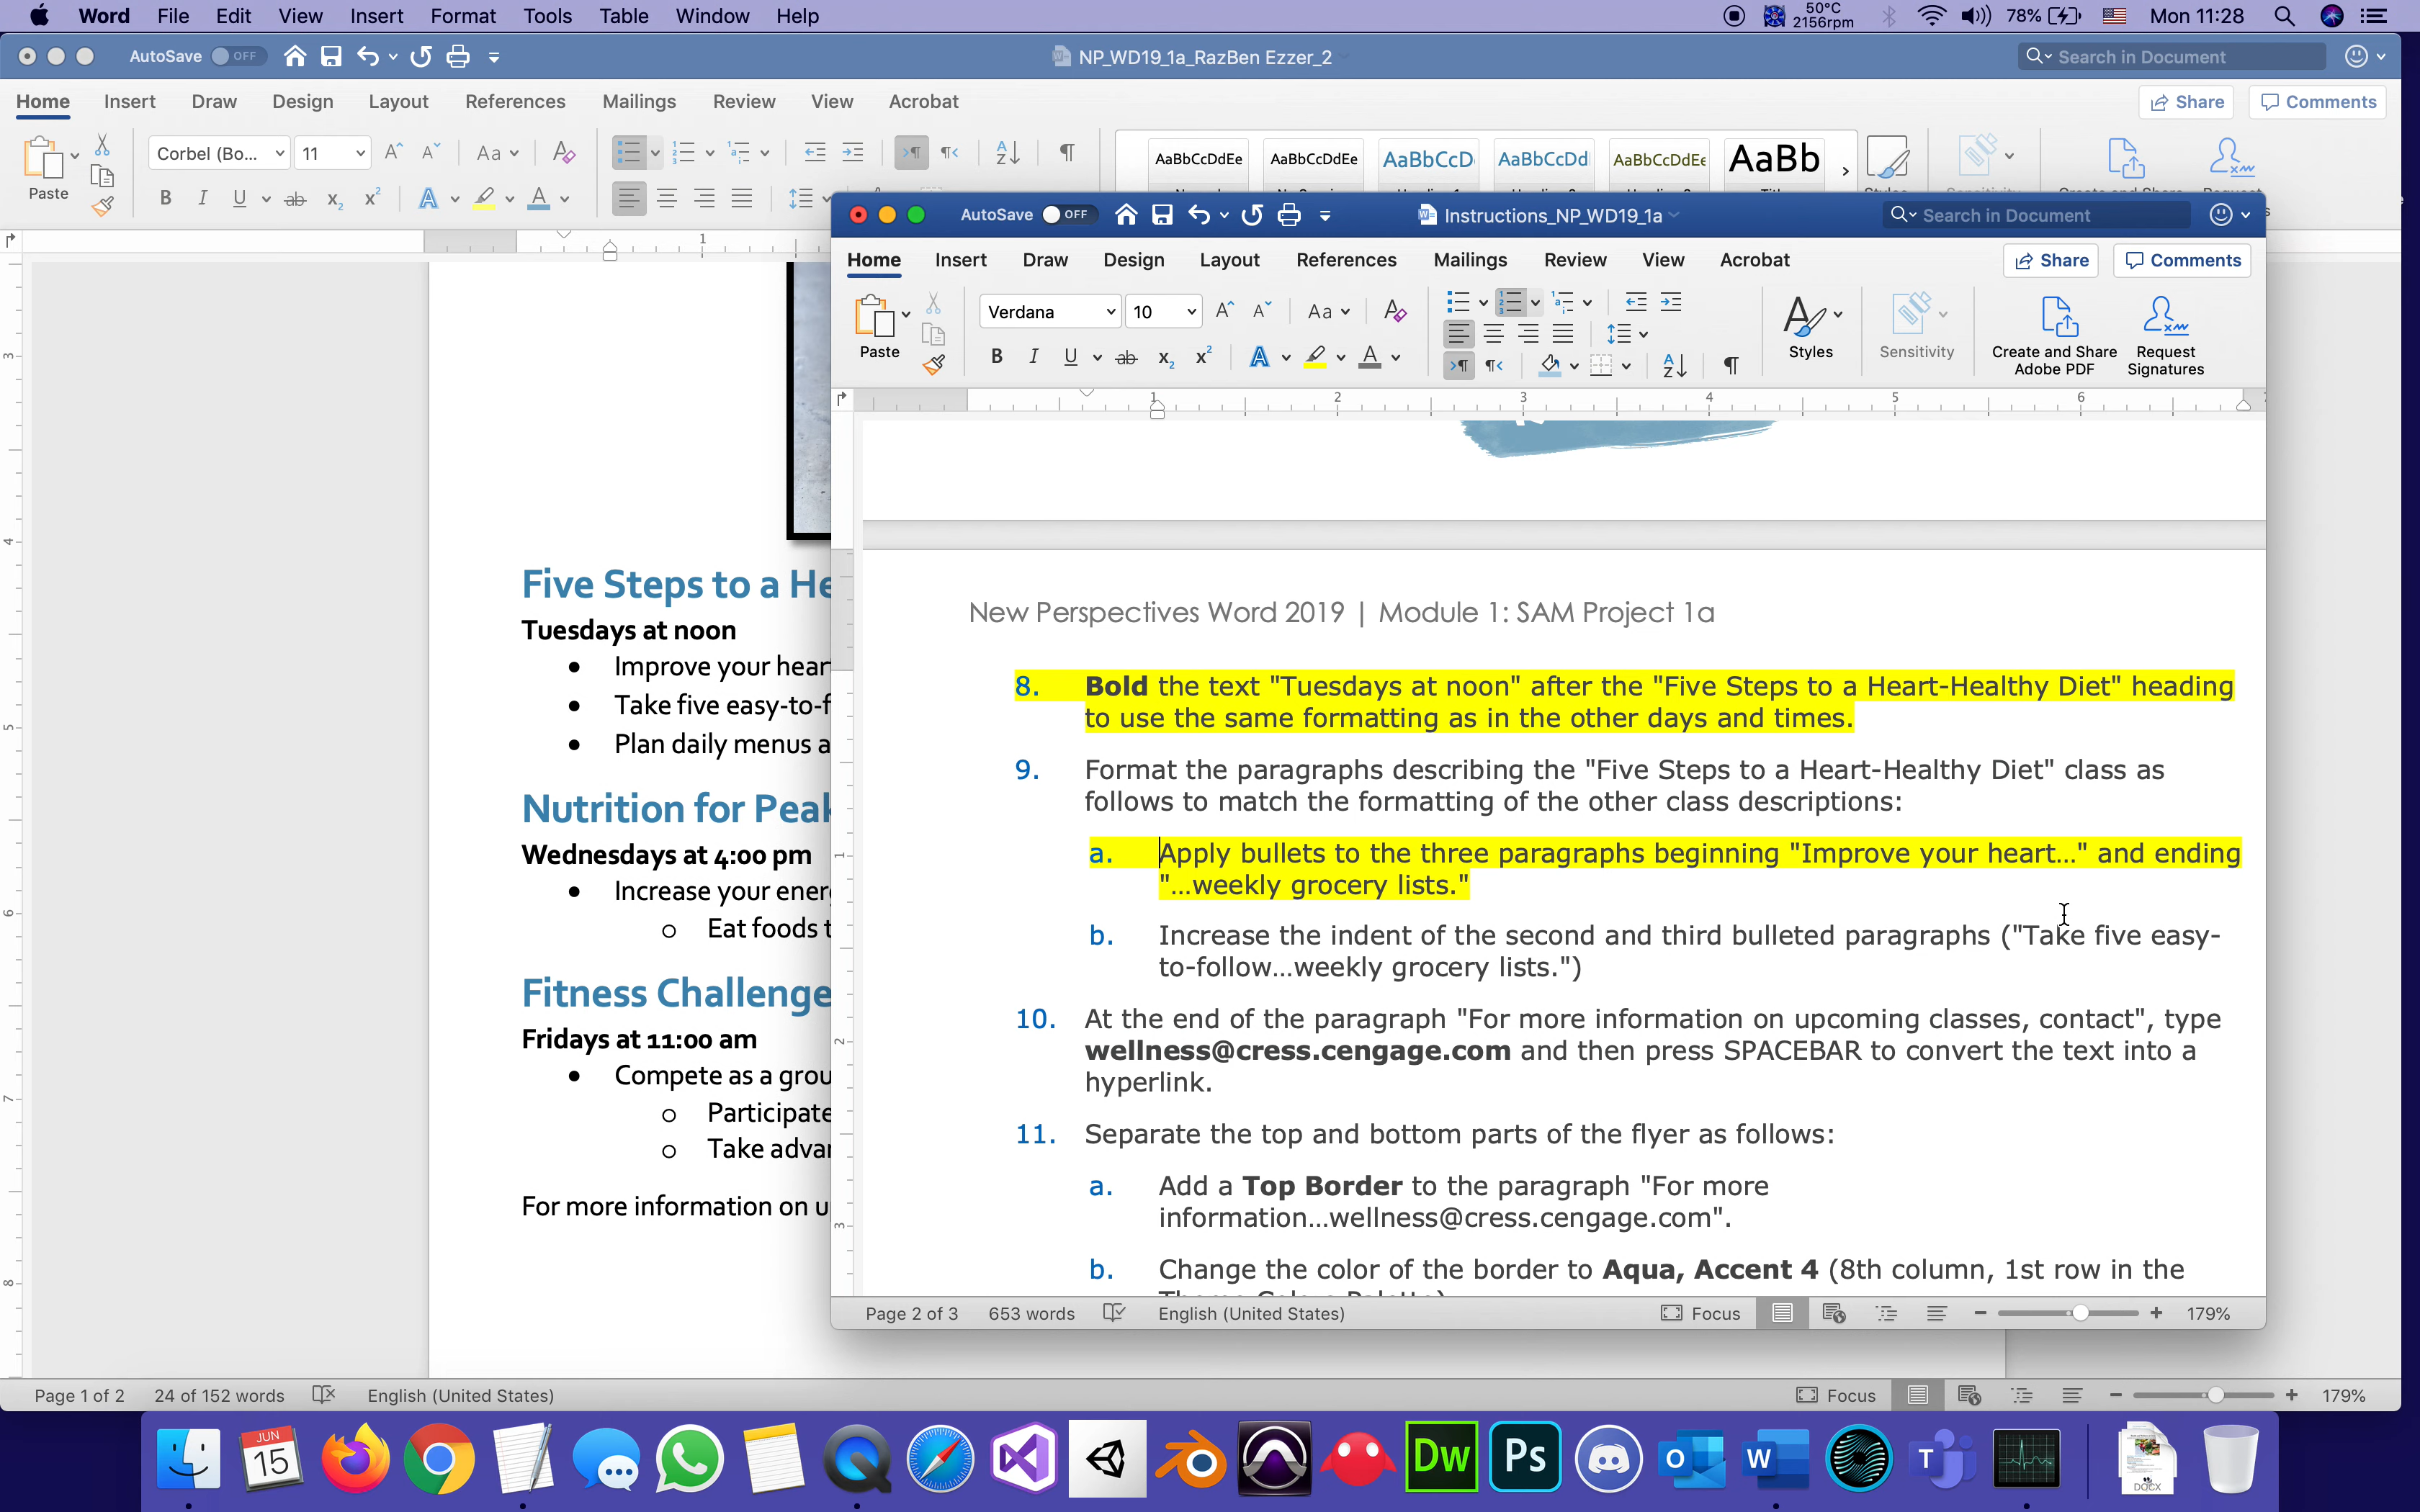 Word File Edit View Insert Format Tools Table Window Help
50°C
2156rpm
78%
Mon 11:28
AutoSave OFF
NP_WD19_1a_RazBen Ezzer_2
Search in Document
Home Insert Draw Design Layout References Mailings Review View Acrobat
Share Comments
Paste
Corbel (Bo... 11
AaBbCcDdEe AaBbCcDdEe AaBbCcD AaBbCcDd AaBbCcDdEe AaBb
AutoSave OFF
Instructions_NP_WD19_1a
Search in Document
Home Insert Draw Design Layout References Mailings Review View Acrobat
Share Comments
Paste
Verdana 10
Styles
Sensitivity
Create and Share
Adobe PDF
Request
Signatures
Five Steps to a He
Tuesdays at noon
• Improve your hear
• Take five easy-to-f
• Plan daily menus a
Nutrition for Peak
Wednesdays at 4:00 pm
• Increase your ener
o Eat foods t
Fitness Challenge
Fridays at 11:00 am
• Compete as a grou
o Participate
o Take advan
For more information on u
New Perspectives Word 2019 | Module 1: SAM Project 1a
8. Bold the text "Tuesdays at noon" after the "Five Steps to a Heart-Healthy Diet" heading
to use the same formatting as in the other days and times.
9. Format the paragraphs describing the "Five Steps to a Heart-Healthy Diet" class as
follows to match the formatting of the other class descriptions:
a. Apply bullets to the three paragraphs beginning "Improve your heart…" and ending
"…weekly grocery lists."
b. Increase the indent of the second and third bulleted paragraphs ("Take five easy-
to-follow…weekly grocery lists.")
10. At the end of the paragraph "For more information on upcoming classes, contact", type
wellness@cress.cengage.com and then press SPACEBAR to convert the text into a
hyperlink.
11. Separate the top and bottom parts of the flyer as follows:
a. Add a Top Border to the paragraph "For more
information…wellness@cress.cengage.com".
b. Change the color of the border to Aqua, Accent 4 (8th column, 1st row in the
Page 2 of 3 653 words English (United States) Focus 179%
Page 1 of 2 24 of 152 words English (United States) Focus 179%
JUN
15
Dw
Ps
O
W
T
DOCX